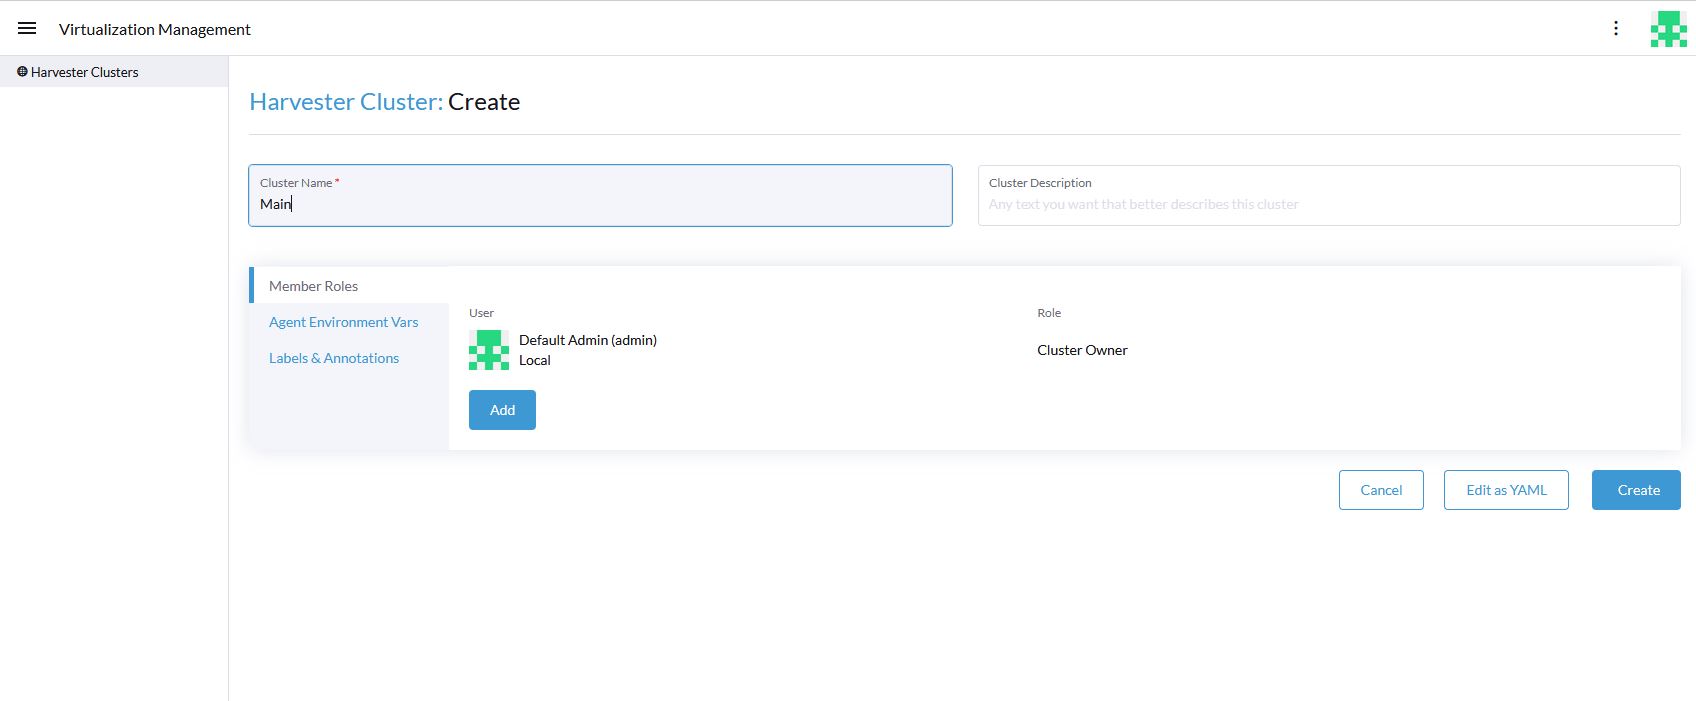 Virtualization Management
Harvester Clusters
Harvester Cluster: Create
Cluster Name *
Main
Cluster Description
Any text you want that better describes this cluster
Member Roles
Agent Environment Vars
Labels & Annotations
User
Role
Default Admin (admin)
Local
Cluster Owner
Add
Cancel
Edit as YAML
Create